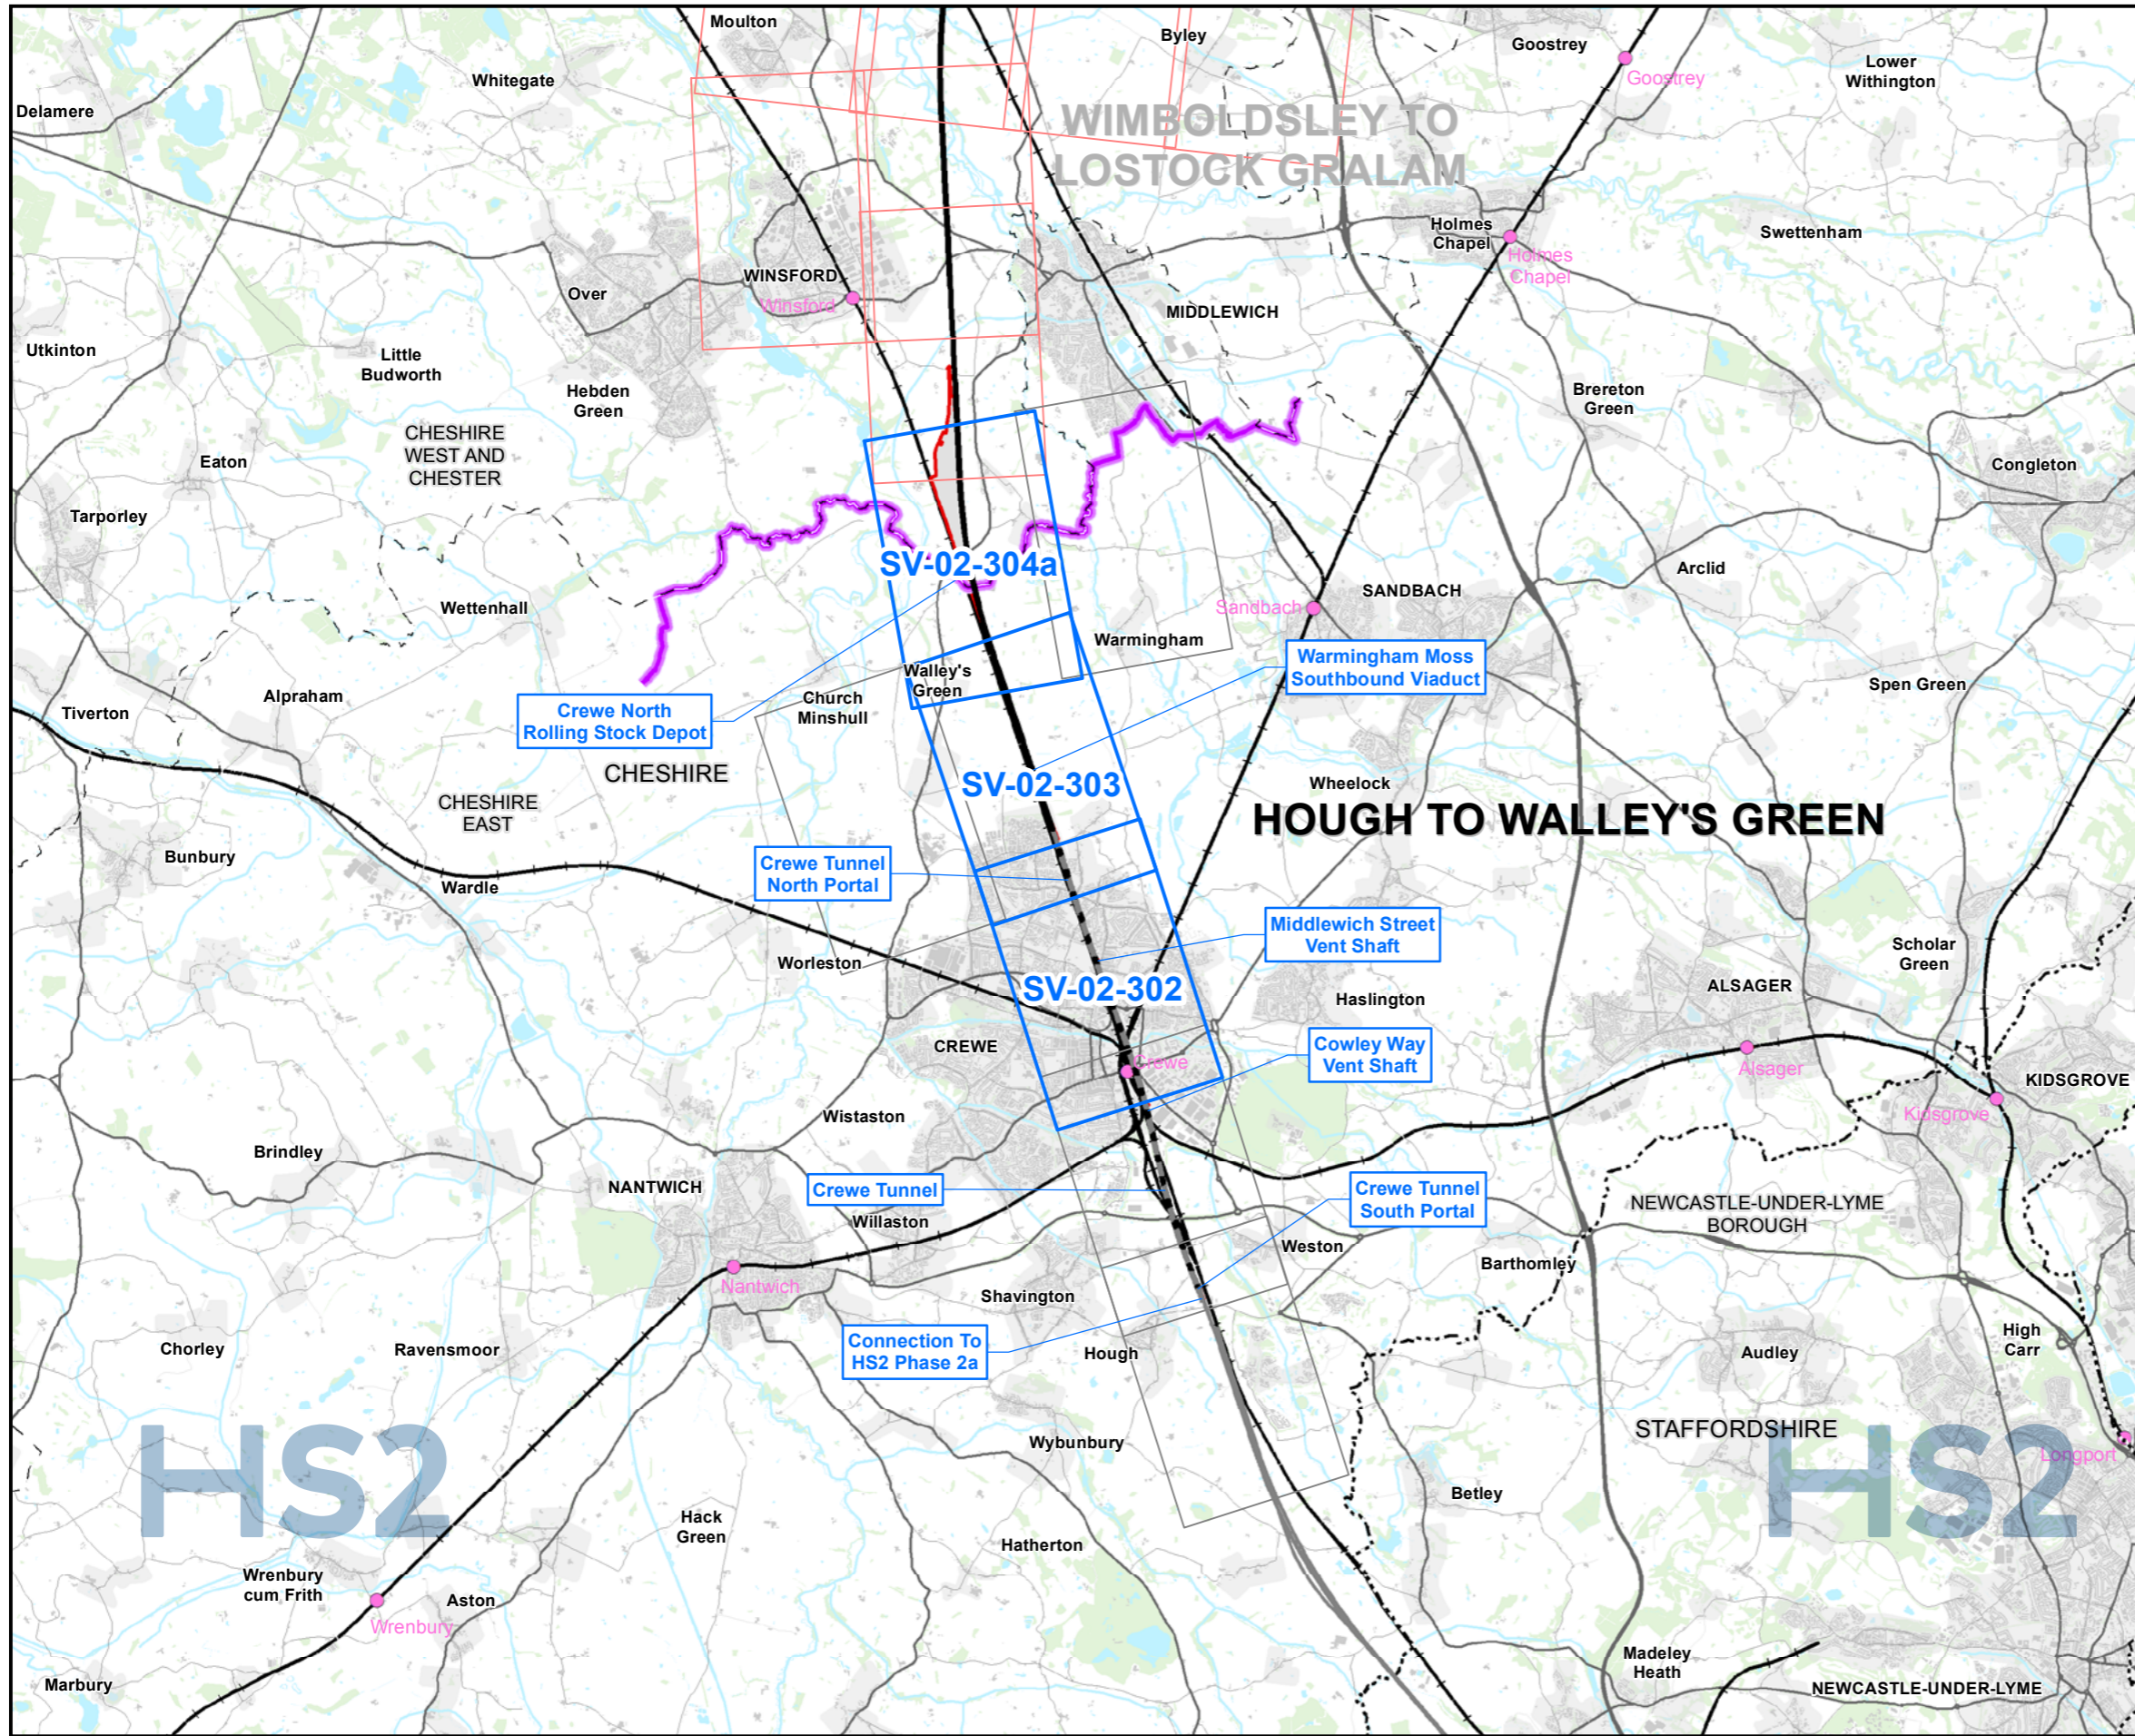 Moulton
Byley
Goostrey
Goostrey
Lower
Withington
Whitegate
Delamere
WIMBOLDSLEY TO
LOSTOCK GRALAM
Holmes
Chapel
Holmes
Chapel
Swettenham
WINSFORD
Winsford
Over
MIDDLEWICH
Utkinton
Little
Budworth
Hebden
Green
Brereton
Green
CHESHIRE
WEST AND
CHESTER
Eaton
Congleton
Tarporley
SV-02-304a
Arclid
Wettenhall
SANDBACH
Sandbach
Warmingham
Warmingham Moss
Southbound Viaduct
Walley's
Green
Church
Minshull
Spen Green
Alpraham
Tiverton
Crewe North
Rolling Stock Depot
CHESHIRE
SV-02-303
Wheelock
CHESHIRE
EAST
HOUGH TO WALLEY'S GREEN
Bunbury
Wardle
Crewe Tunnel
North Portal
Middlewich Street
Vent Shaft
Scholar
Green
Worleston
SV-02-302
Haslington
ALSAGER
Alsager
CREWE
Crewe
Cowley Way
Vent Shaft
KIDSGROVE
Kidsgrove
Wistaston
Brindley
NANTWICH
Crewe Tunnel
Crewe Tunnel
South Portal
NEWCASTLE-UNDER-LYME
BOROUGH
Willaston
Weston
Barthomley
Nantwich
Shavington
Chorley
Ravensmoor
Connection To
HS2 Phase 2a
Hough
Audley
High
Carr
STAFFORDSHIRE
Wybunbury
Longport
HS2
HS2
Betley
Hack
Green
Hatherton
Wrenbury
cum Frith
Aston
Wrenbury
Marbury
Madeley
Heath
NEWCASTLE-UNDER-LYME